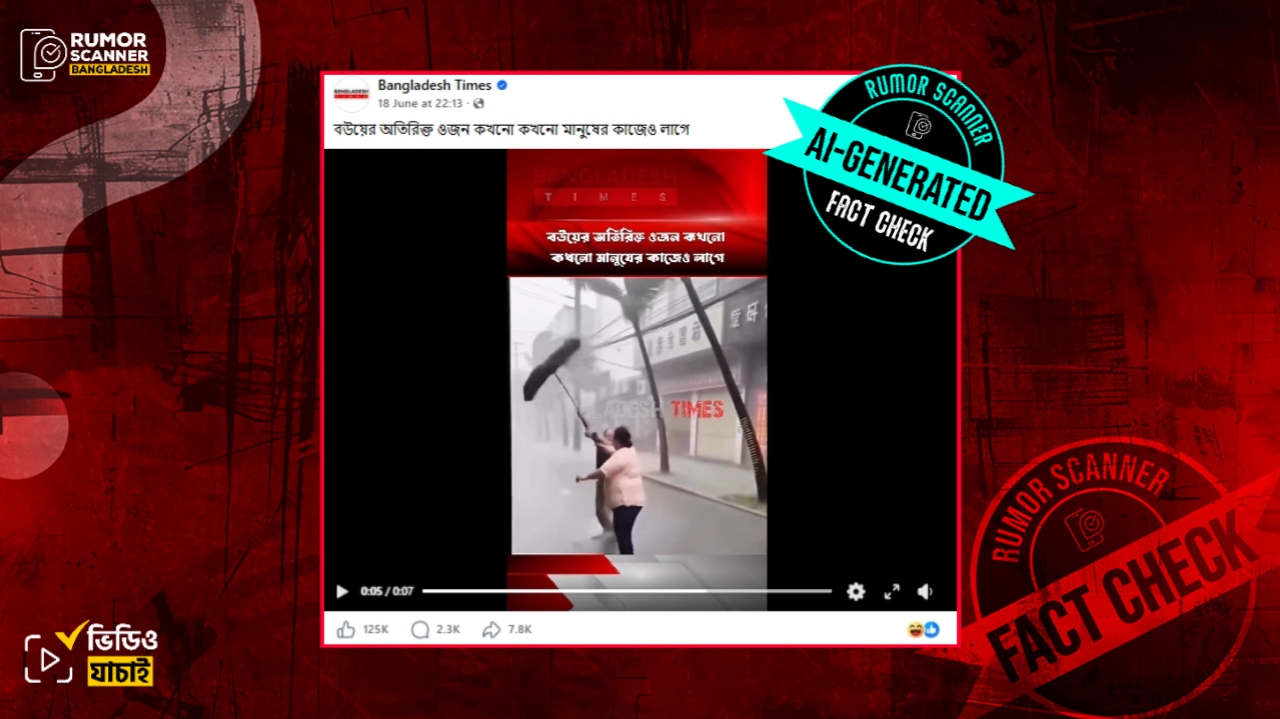 RUMOR
SCANNER
BANGLADESH
Bangladesh Times
18 June at 22:13
বউয়ের অতিরিক্ত ওজন কখনো কখনো মানুষের কাজেও লাগে
BANGLADESH
TIMES
বউয়ের অতিরিক্ত ওজন কখনো
কখনো মানুষের কাজেও লাগে
TIMES
0:05 / 0:07
125K 2.3K 7.8K
RUMOR SCANNER
AI-GENERATED
FACT CHECK
RUMOR SCANNER
FACT CHECK
ভিডিও
যাচাই